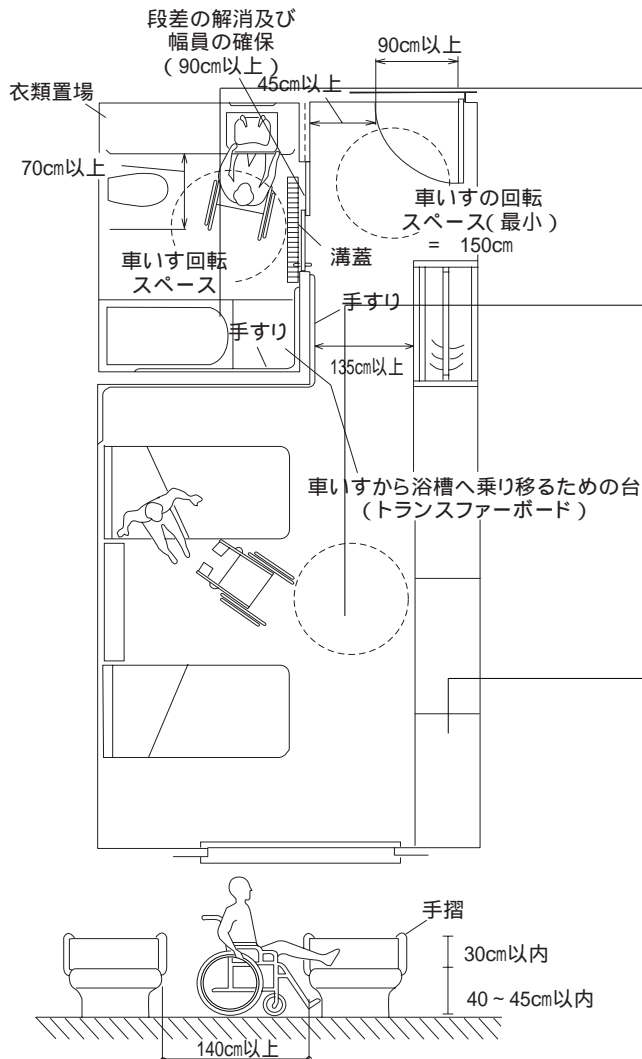 段差の解消及び
幅員の確保
（90cm以上）
90cm以上
45cm以上
衣類置場
70cm以上
車いすの回転
スペース（最小）
＝ 150cm
車いす回転
スペース
溝蓋
手すり
手すり
135cm以上
車いすから浴槽へ乗り移るための台
（トランスファーボード）
手摺
30cm以内
40～45cm以内
140cm以上